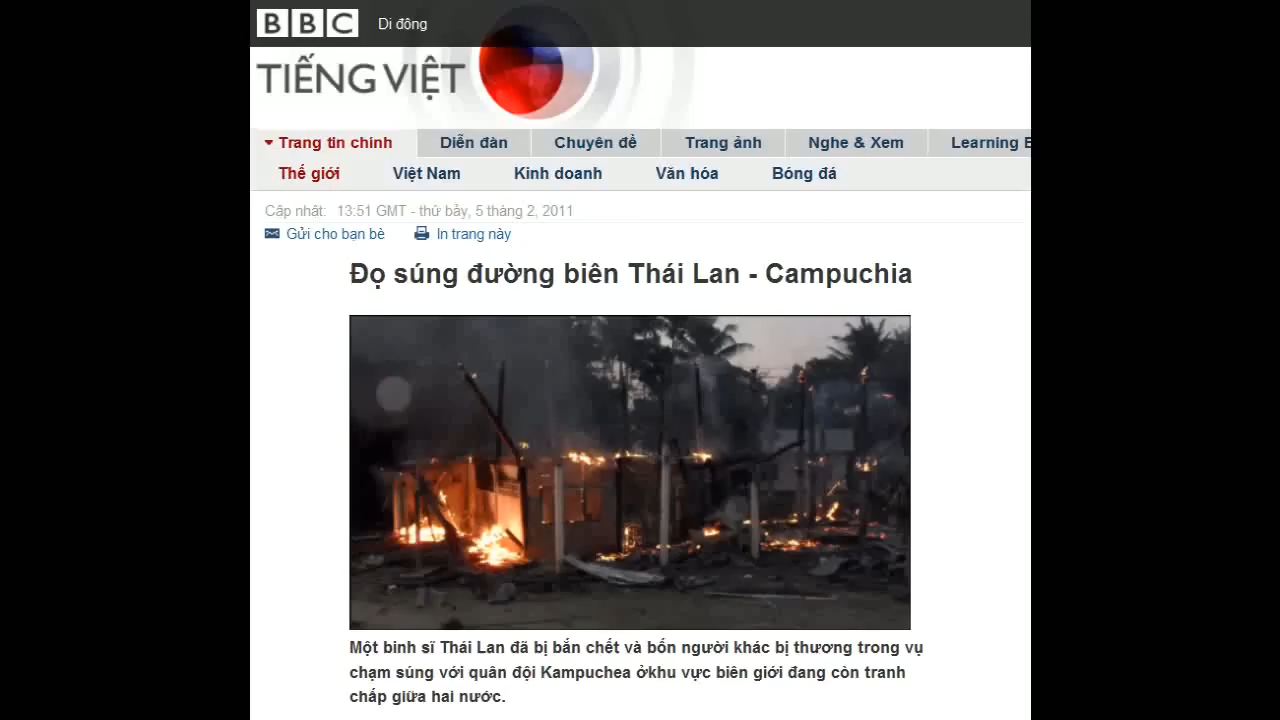 BBC Di động
TIẾNG VIỆT
Trang tin chính Diễn đàn Chuyên đề Trang ảnh Nghe & Xem Learning E
Thế giới Việt Nam Kinh doanh Văn hóa Bóng đá
Cập nhật: 13:51 GMT - thứ bảy, 5 tháng 2, 2011
Gửi cho bạn bè In trang này
Đọ súng đường biên Thái Lan - Campuchia
Một binh sĩ Thái Lan đã bị bắn chết và bốn người khác bị thương trong vụ
chạm súng với quân đội Kampuchea ởkhu vực biên giới đang còn tranh
chấp giữa hai nước.